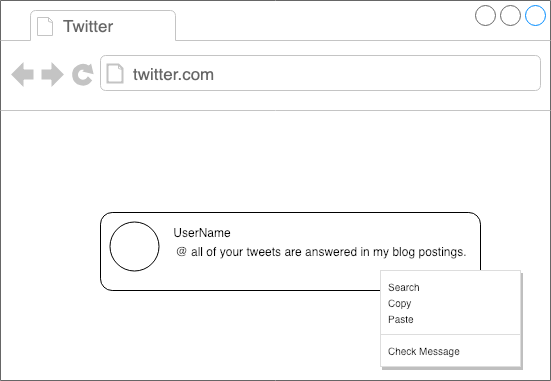 Twitter
twitter.com
UserName
@ all of your tweets are answered in my blog postings.
Search
Copy
Paste
Check Message